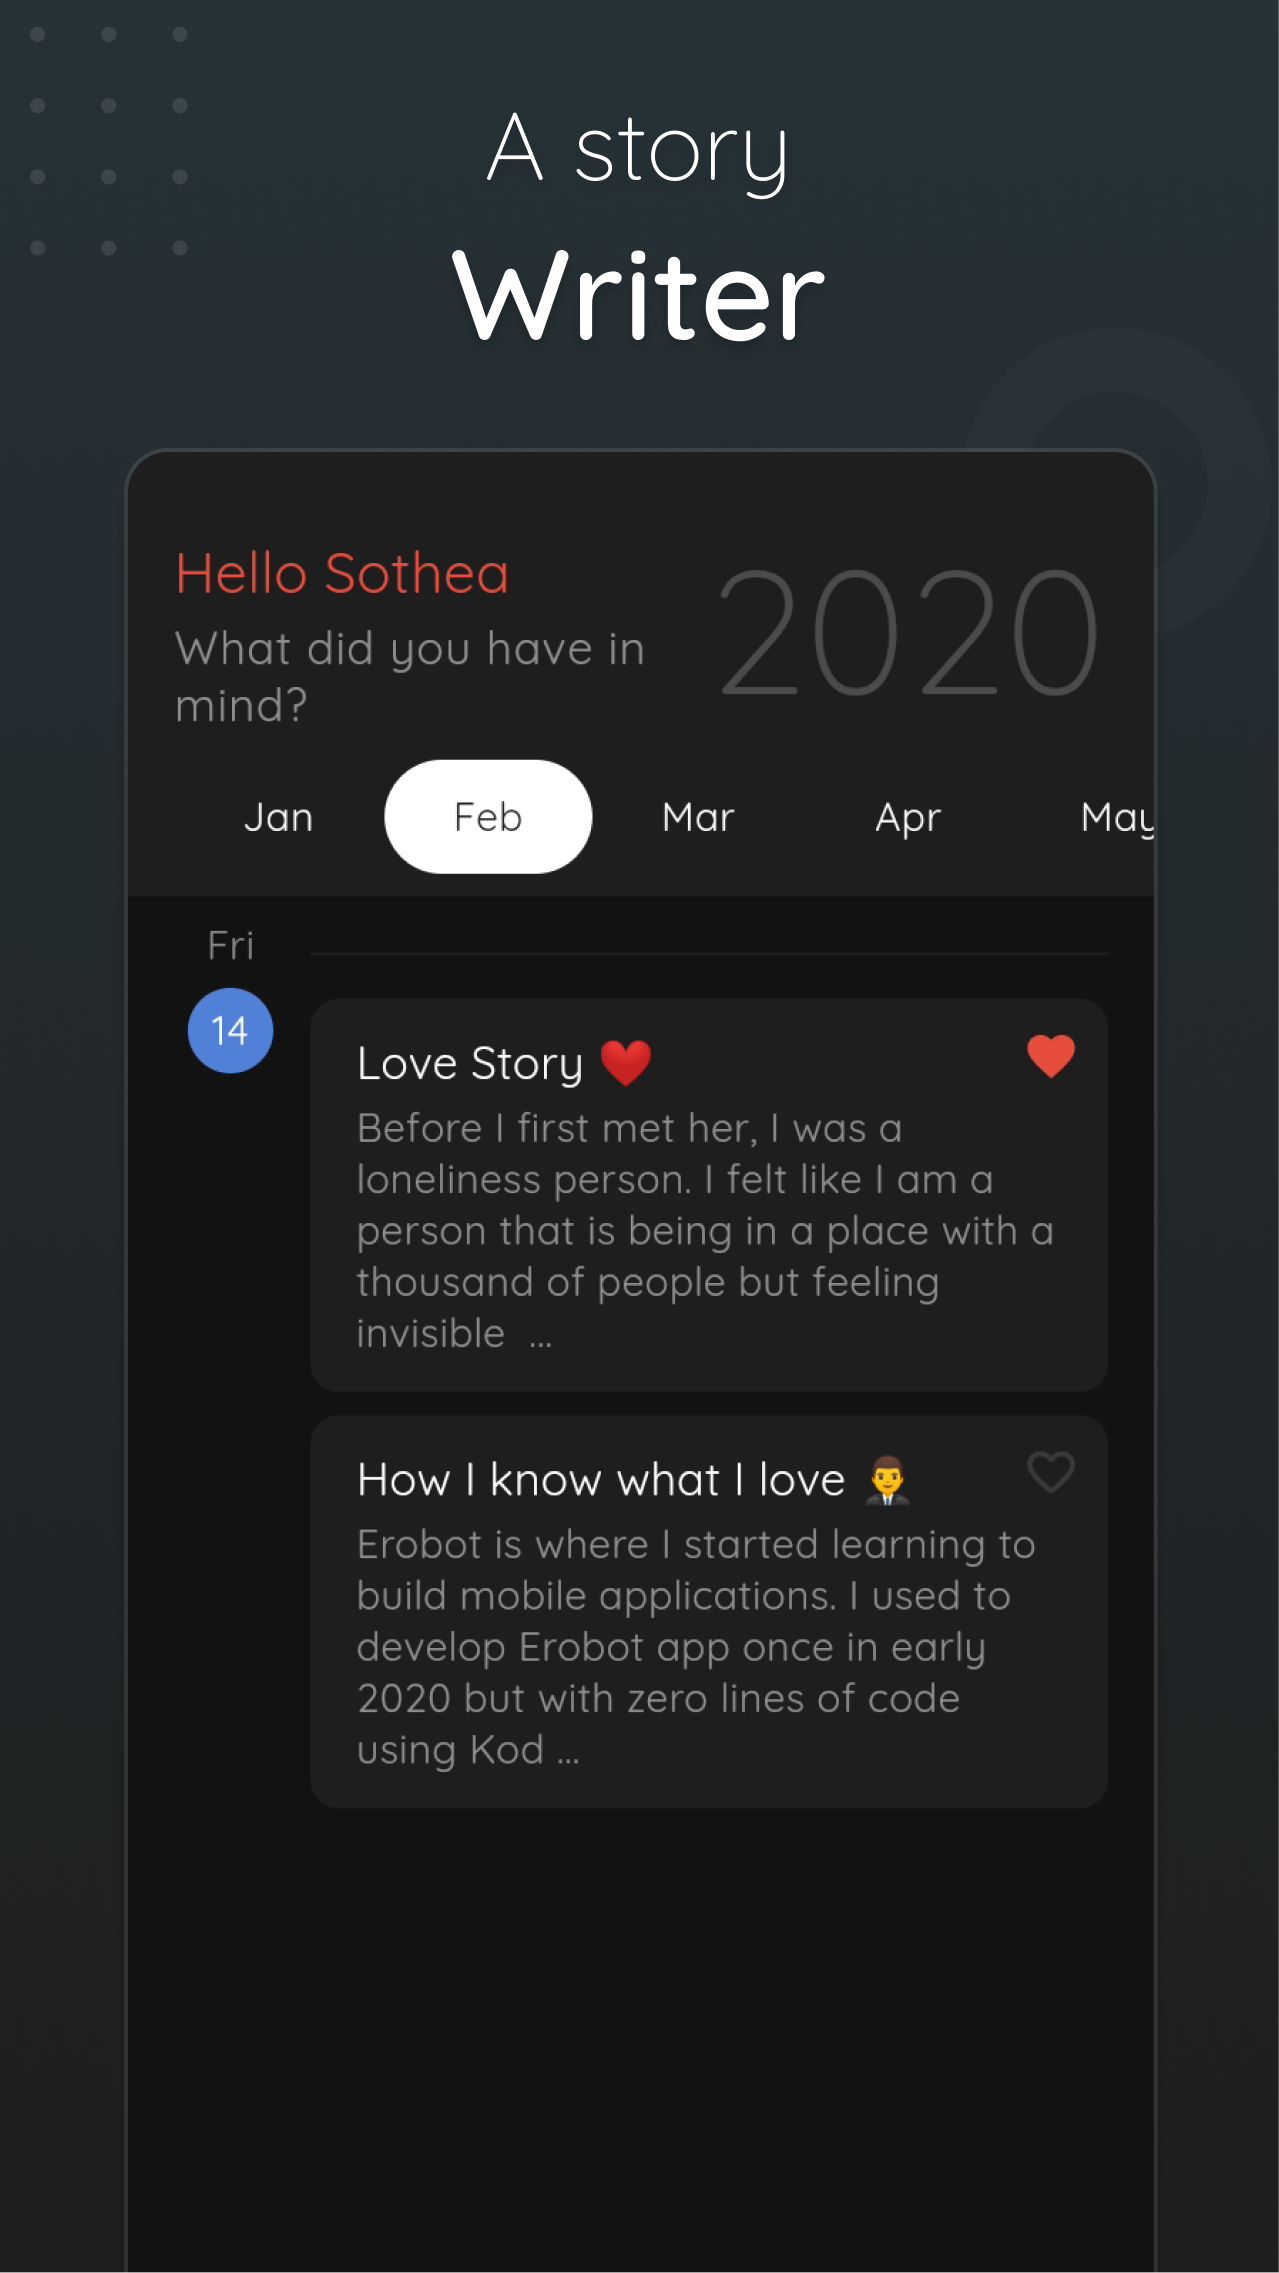 A story
Writer
Hello Sothea
What did you have in
mind?
2020
Jan Feb Mar Apr May
Fri
14
Love Story ❤️
Before I first met her, I was a
loneliness person. I felt like I am a
person that is being in a place with a
thousand of people but feeling
invisible ...
How I know what I love 👨‍💼
Erobot is where I started learning to
build mobile applications. I used to
develop Erobot app once in early
2020 but with zero lines of code
using Kod ...